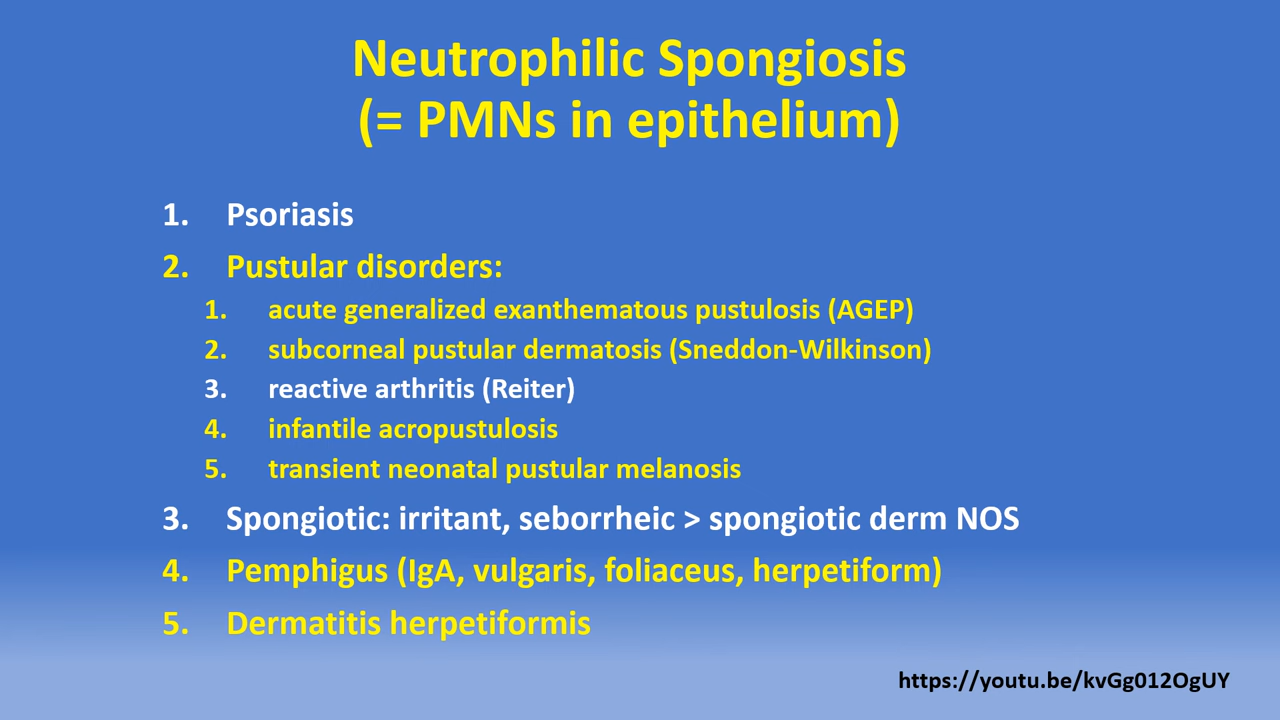 Neutrophilic Spongiosis
(= PMNs in epithelium)
1. Psoriasis
2. Pustular disorders:
1. acute generalized exanthematous pustulosis (AGEP)
2. subcorneal pustular dermatosis (Sneddon-Wilkinson)
3. reactive arthritis (Reiter)
4. infantile acropustulosis
5. transient neonatal pustular melanosis
3. Spongiotic: irritant, seborrheic > spongiotic derm NOS
4. Pemphigus (IgA, vulgaris, foliaceus, herpetiform)
5. Dermatitis herpetiformis
https://youtu.be/kvGg012OgUY